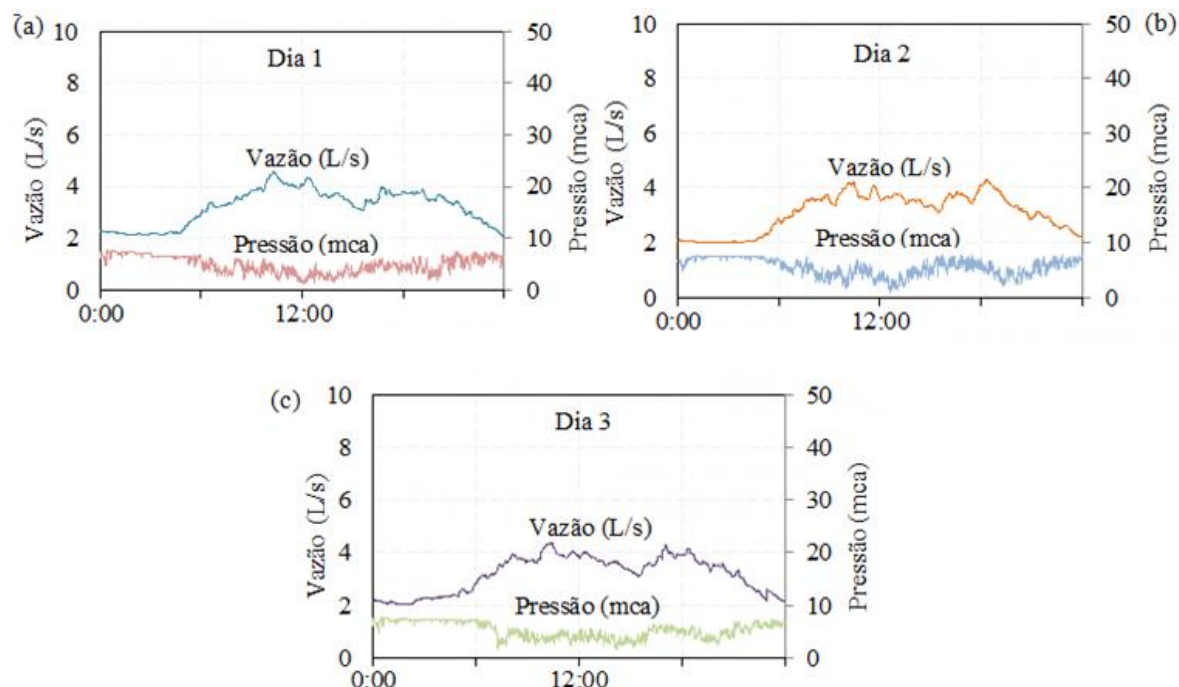 (a)
Dia 1
Vazão (L/s)
Pressão (mca)
Vazão (L/s)
Pressão (mca)
10
8
6
4
2
0
50
40
30
20
10
0
0:00
12:00
(b)
Dia 2
Vazão (L/s)
Pressão (mca)
Vazão (L/s)
Pressão (mca)
10
8
6
4
2
0
50
40
30
20
10
0
0:00
12:00
(c)
Dia 3
Vazão (L/s)
Pressão (mca)
Vazão (L/s)
Pressão (mca)
10
8
6
4
2
0
50
40
30
20
10
0
0:00
12:00